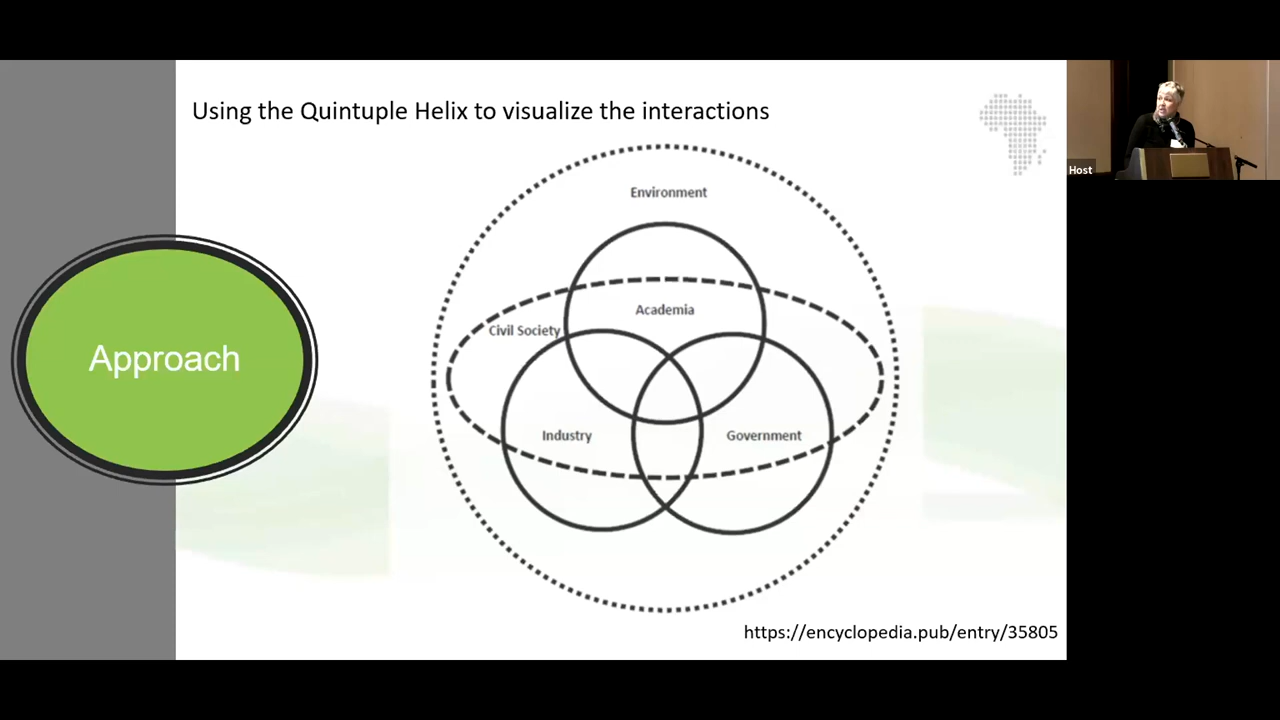 Using the Quintuple Helix to visualize the interactions
Host
Environment
Academia
Civil Society
Approach
Industry
Government
https://encyclopedia.pub/entry/35805